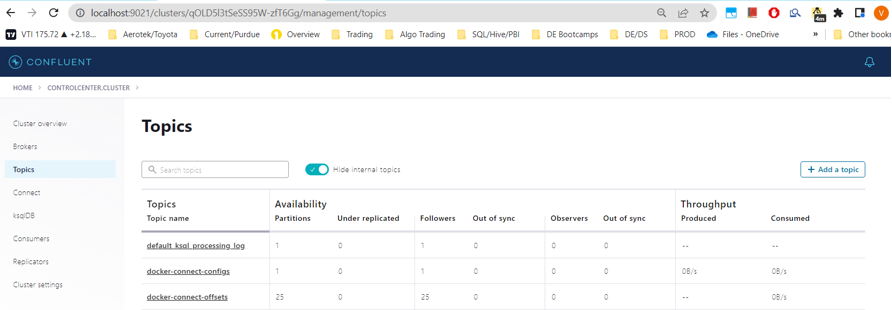 localhost:9021/clusters/qOLD5l3tSeSS95W-zfT6Gg/management/topics
4m
V
VTI 175.72 ▲ +2.18... Aerotek/Toyota Current/Purdue Overview Trading Algo Trading SQL/Hive/PBI DE Bootcamps DE/DS PROD Files - OneDrive » Other bookm
CONFLUENT
HOME > CONTROLCENTER.CLUSTER >
Cluster overview
Brokers
Topics
Connect
ksqlDB
Consumers
Replicators
Cluster settings
Topics
Search topics Hide internal topics + Add a topic
Topics Availability Throughput
Topic name Partitions Under replicated Followers Out of sync Observers Out of sync Produced Consumed
default_ksql_processing_log 1 0 1 0 0 0 -- --
docker-connect-configs 1 0 1 0 0 0 0B/s 0B/s
docker-connect-offsets 25 0 25 0 0 0 -- 0B/s